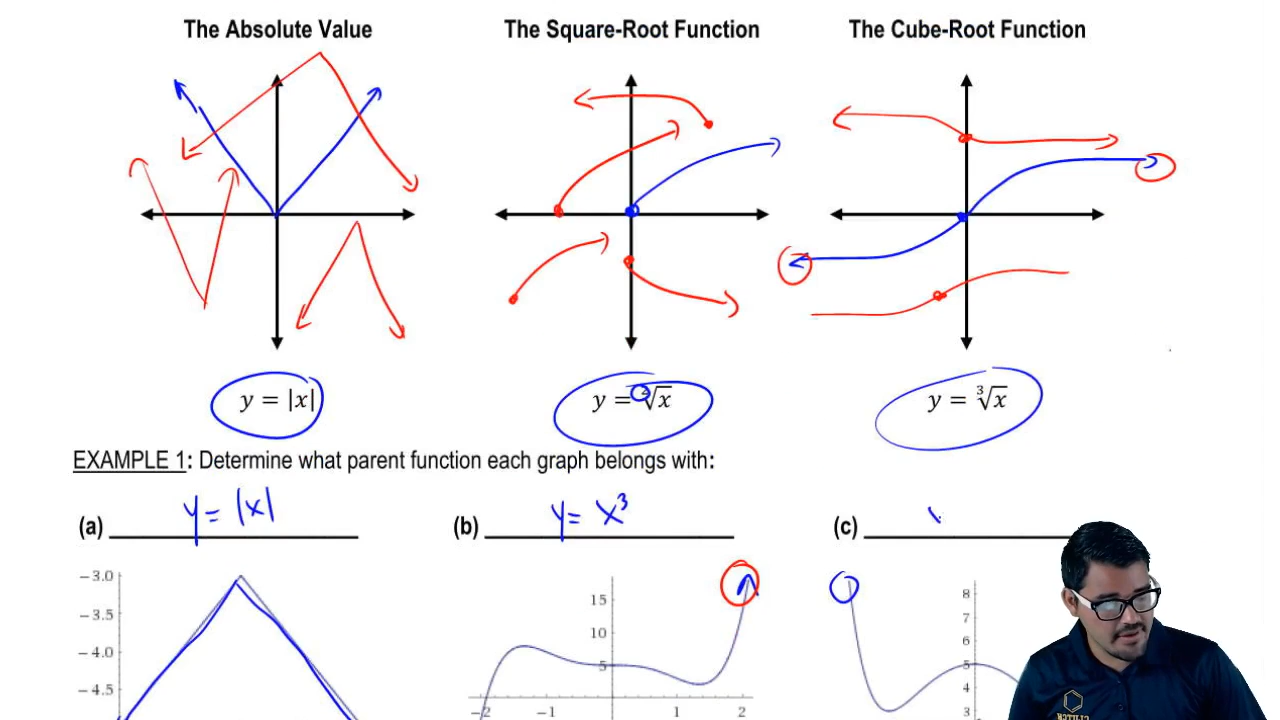 The Absolute Value
The Square-Root Function
The Cube-Root Function
y = |x|
y = ²√x
y = ³√x
EXAMPLE 1: Determine what parent function each graph belongs with:
(a) y = |x|
(b) y = x³
(c)
−3.0
−3.5
−4.0
−4.5
15
10
5
−2 −1 1 2
8
7
6
5
4
3